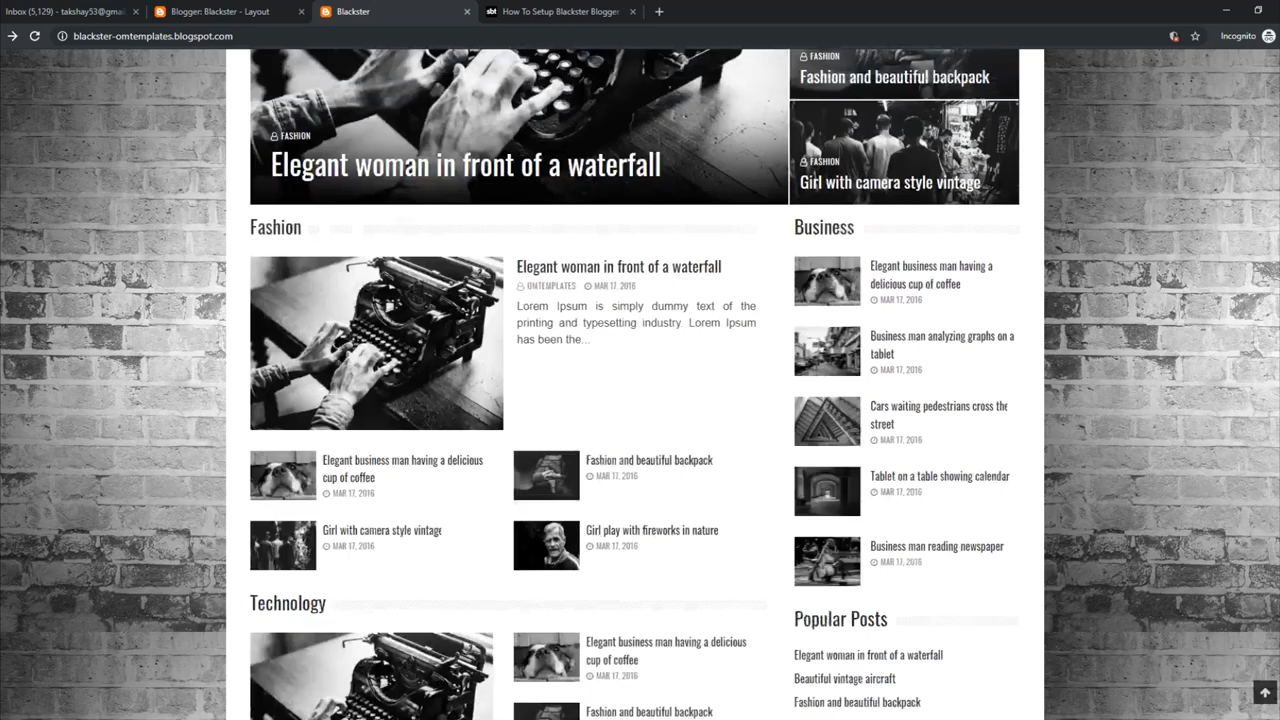 Inbox (5,129) - takshay53@gmai
Blogger: Blackster - Layout
Blackster
sbt How To Setup Blackster Blogger
blackster-omtemplates.blogspot.com
Incognito
FASHION
Elegant woman in front of a waterfall
FASHION
Fashion and beautiful backpack
FASHION
Girl with camera style vintage
Fashion
Elegant woman in front of a waterfall
OMTEMPLATES MAR 17, 2016
Lorem Ipsum is simply dummy text of the
printing and typesetting industry. Lorem Ipsum
has been the...
Elegant business man having a delicious
cup of coffee
MAR 17, 2016
Fashion and beautiful backpack
MAR 17, 2016
Girl with camera style vintage
MAR 17, 2016
Girl play with fireworks in nature
MAR 17, 2016
Technology
Elegant business man having a delicious
cup of coffee
MAR 17, 2016
Fashion and beautiful backpack
Business
Elegant business man having a
delicious cup of coffee
MAR 17, 2016
Business man analyzing graphs on a
tablet
MAR 17, 2016
Cars waiting pedestrians cross the
street
MAR 17, 2016
Tablet on a table showing calendar
MAR 17, 2016
Business man reading newspaper
MAR 17, 2016
Popular Posts
Elegant woman in front of a waterfall
Beautiful vintage aircraft
Fashion and beautiful backpack